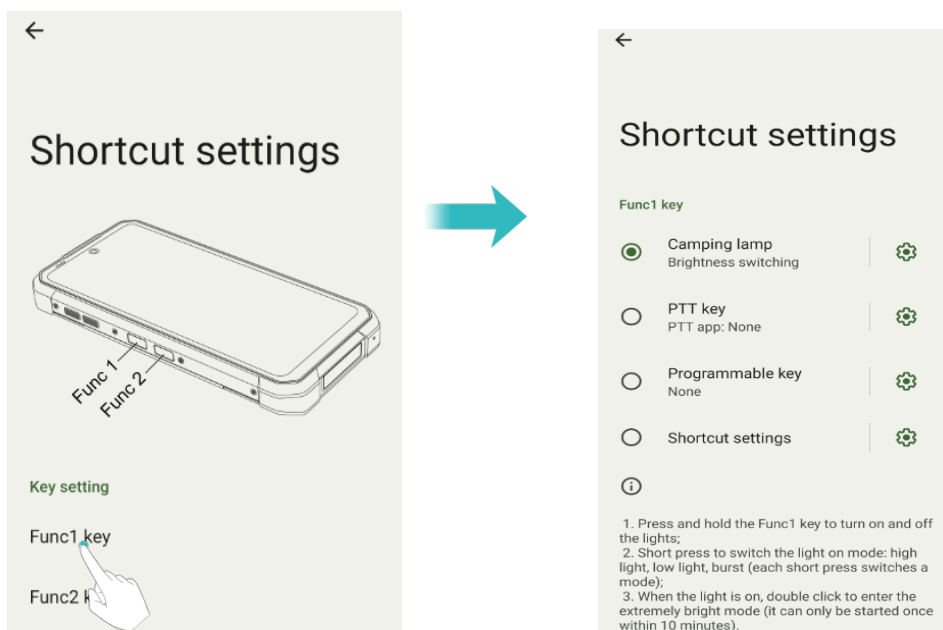 Shortcut settings
Func 1
Func 2
Key setting
Func1 key
Func2
Shortcut settings
Func1 key
Camping lamp
Brightness switching
PTT key
PTT app: None
Programmable key
None
Shortcut settings
1. Press and hold the Func1 key to turn on and off
the lights;
2. Short press to switch the light on mode: high
light, low light, burst (each short press switches a
mode);
3. When the light is on, double click to enter the
extremely bright mode (it can only be started once
within 10 minutes).